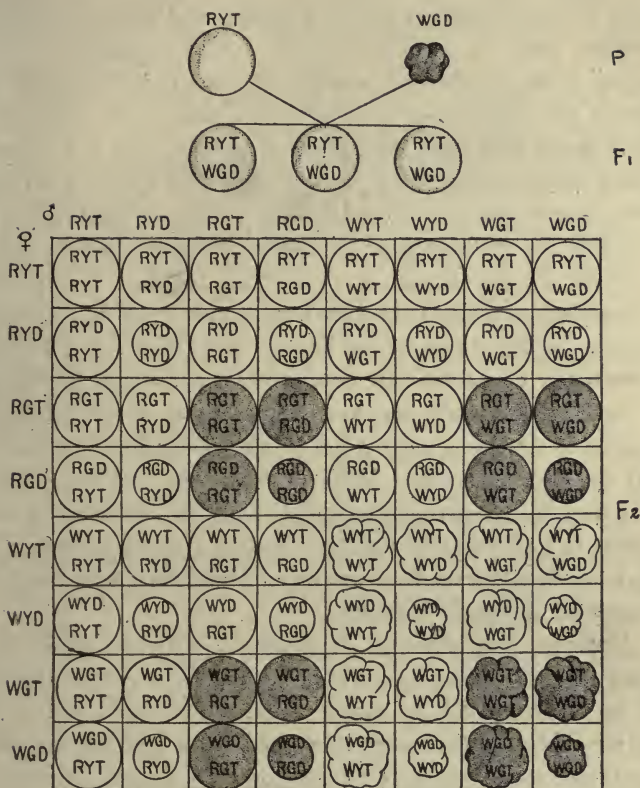 RYT WGD
P
RYT RYT RYT
WGD WGD WGD
F1
♂ RYT RYD RGT RGD WYT WYD WGT WGD
♀
RYT RYT RYT RYT RYT RYT RYT RYT RYT
RYT RYD RGT RGD WYT WYD WGT WGD
RYD RYD RYD RYD RYD RYD RYD RYD RYD
RYT RYD RGT RGD WGT WYD WGT WGD
RGT RGT RGT RGT RGT RGT RGT RGT RGT
RYT RYD RGT RGD WYT WYD WGT WGD
RGD RGD RGD RGD RGD RGD RGD RGD RGD
RYT RYD RGT RGD WYT WYD WGT WGD
F2
WYT WYT WYT WYT WYT WYT WYT WYT WYT
RYT RYD RGT RGD WYT WYD WGT WGD
WYD WYD WYD WYD WYD WYD WYD WYD WYD
RYT RYD RGT RGD WYT WYD WGT WGD
WGT WGT WGT WGT WGT WGT WGT WGT WGT
RYT RYD RGT RGD WYT WYD WGT WGD
WGD WGD WGD WGD WGD WGD WGD WGD WGD
RYT RYD RGT RGD WYT WYD WGT WGD